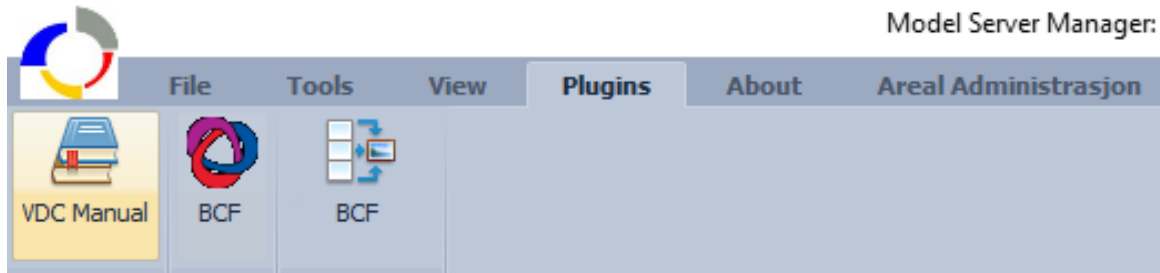 Model Server Manager:
File Tools View Plugins About Areal Administrasjon
VDC Manual BCF BCF